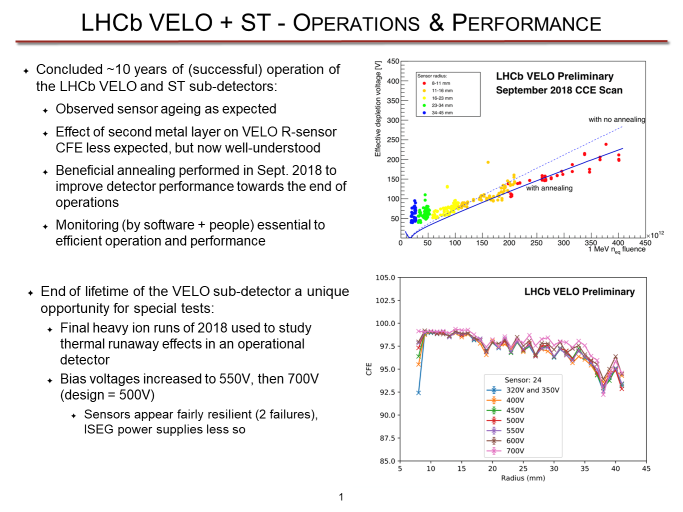 LHCb VELO + ST - Operations & Performance
Concluded ~10 years of (successful) operation of
the LHCb VELO and ST sub-detectors:
Observed sensor ageing as expected
Effect of second metal layer on VELO R-sensor
CFE less expected, but now well-understood
Beneficial annealing performed in Sept. 2018 to
improve detector performance towards the end of
operations
Monitoring (by software + people) essential to
efficient operation and performance
End of lifetime of the VELO sub-detector a unique
opportunity for special tests:
Final heavy ion runs of 2018 used to study
thermal runaway effects in an operational
detector
Bias voltages increased to 550V, then 700V
(design = 500V)
Sensors appear fairly resilient (2 failures),
ISEG power supplies less so
Effective depletion voltage [V]
450
400
350
300
250
200
150
100
50
Sensor radius:
8-11 mm
11-16 mm
16-23 mm
23-34 mm
34-45 mm
LHCb VELO Preliminary
September 2018 CCE Scan
with no annealing
with annealing
0 50 100 150 200 250 300 350 400 450
×10¹²
1 MeV neq fluence
CFE
105.0
102.5
100.0
97.5
95.0
92.5
90.0
87.5
85.0
LHCb VELO Preliminary
Sensor: 24
320V and 350V
400V
450V
500V
550V
600V
700V
5 10 15 20 25 30 35 40 45
Radius (mm)
1